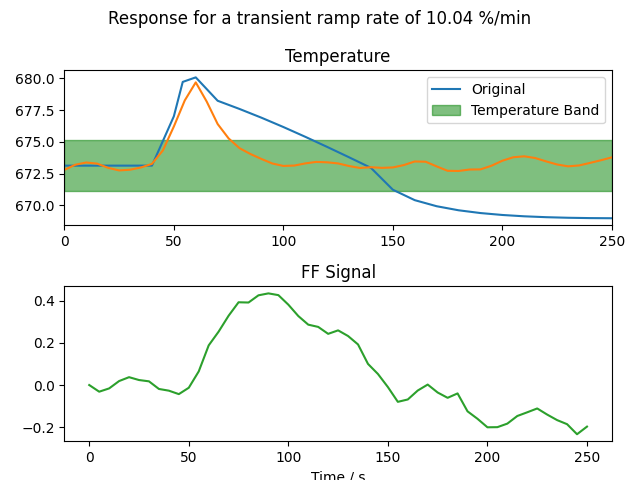 Response for a transient ramp rate of 10.04 %/min
Temperature
680.0
677.5
675.0
672.5
670.0
Original
Temperature Band
0 50 100 150 200 250
FF Signal
0.4
0.2
0.0
−0.2
0 50 100 150 200 250
Time / s